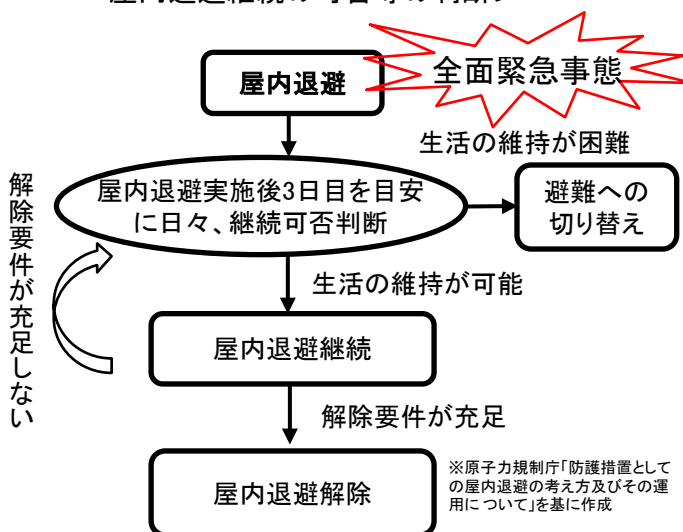 屋内退避
全面緊急事態
生活の維持が困難
屋内退避実施後3日目を目安
に日々、継続可否判断
避難への
切り替え
解除要件が充足しない
生活の維持が可能
屋内退避継続
解除要件が充足
屋内退避解除
※原子力規制庁「防護措置として
の屋内退避の考え方及びその運
用について」を基に作成